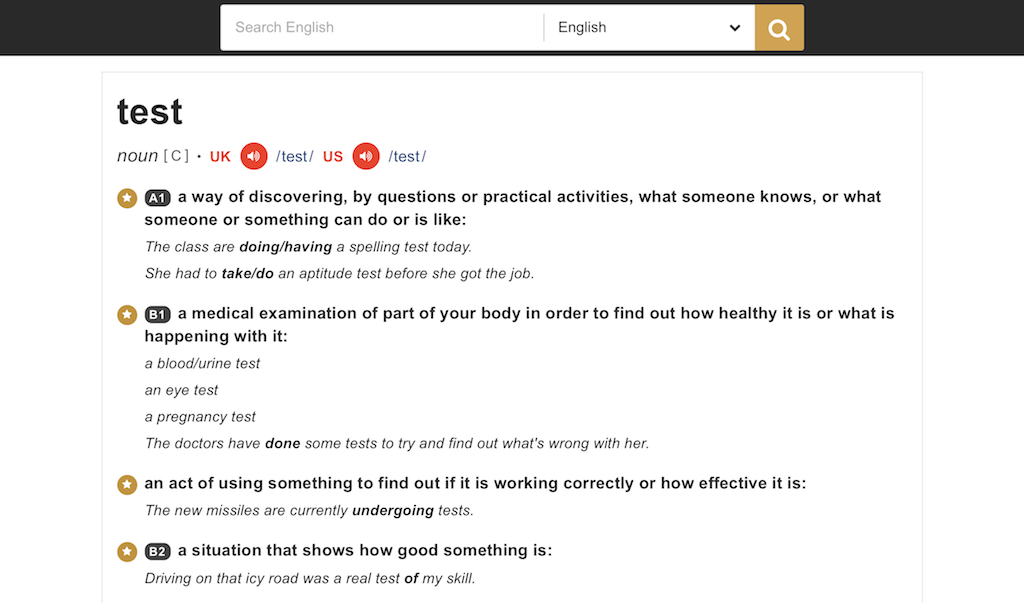 Search English English
test
noun [ C ] · UK /test/ US /test/
A1 a way of discovering, by questions or practical activities, what someone knows, or what
someone or something can do or is like:
The class are doing/having a spelling test today.
She had to take/do an aptitude test before she got the job.
B1 a medical examination of part of your body in order to find out how healthy it is or what is
happening with it:
a blood/urine test
an eye test
a pregnancy test
The doctors have done some tests to try and find out what's wrong with her.
an act of using something to find out if it is working correctly or how effective it is:
The new missiles are currently undergoing tests.
B2 a situation that shows how good something is:
Driving on that icy road was a real test of my skill.